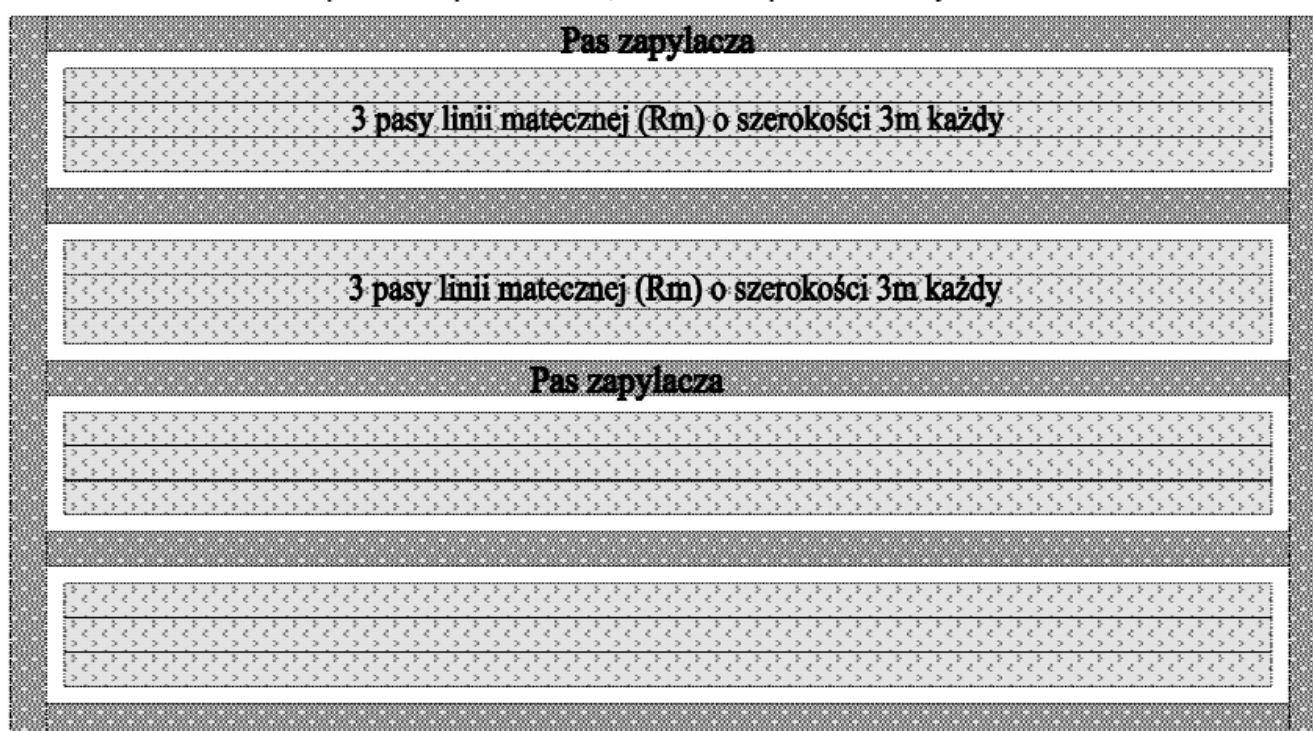 Pas zapylacza
3 pasy linii matecznej (Rm) o szerokości 3m każdy
3 pasy linii matecznej (Rm) o szerokości 3m każdy
Pas zapylacza